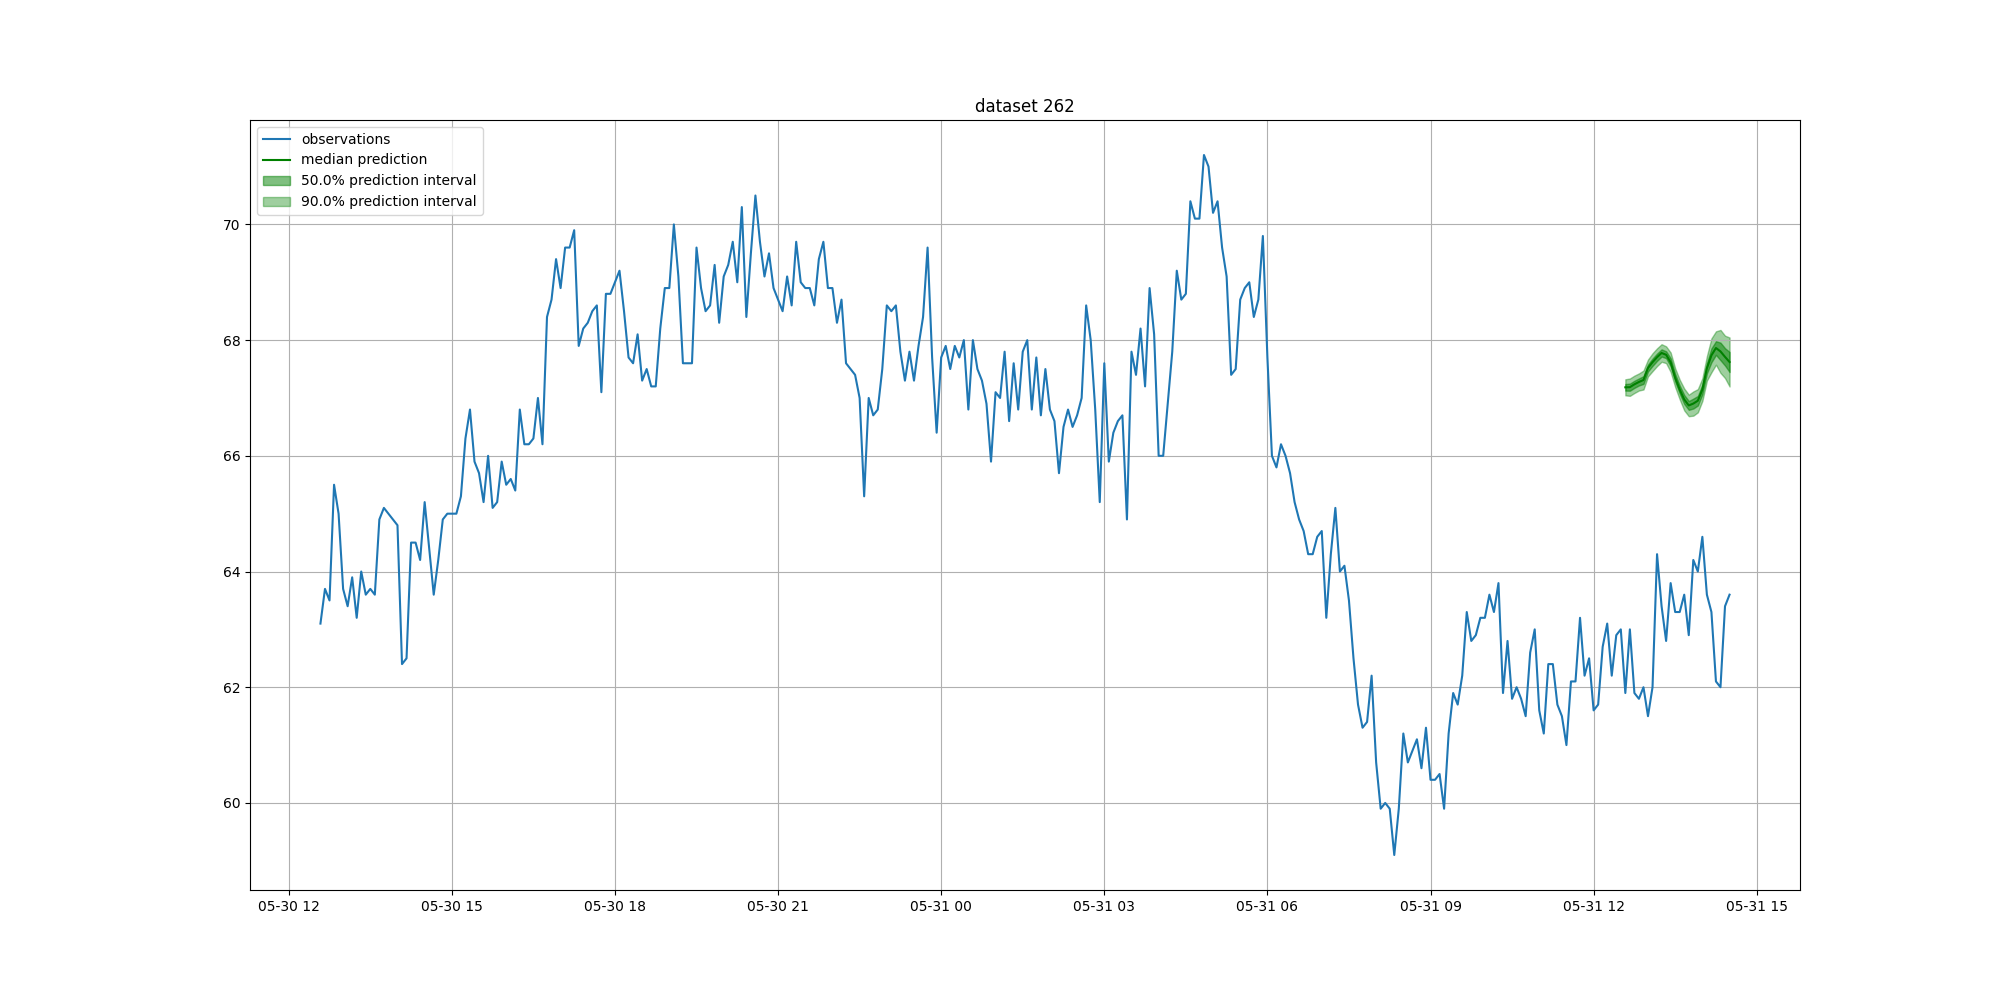 dataset 262
observations
median prediction
50.0% prediction interval
90.0% prediction interval
70
68
66
64
62
60
05-30 12 05-30 15 05-30 18 05-30 21 05-31 00 05-31 03 05-31 06 05-31 09 05-31 12 05-31 15